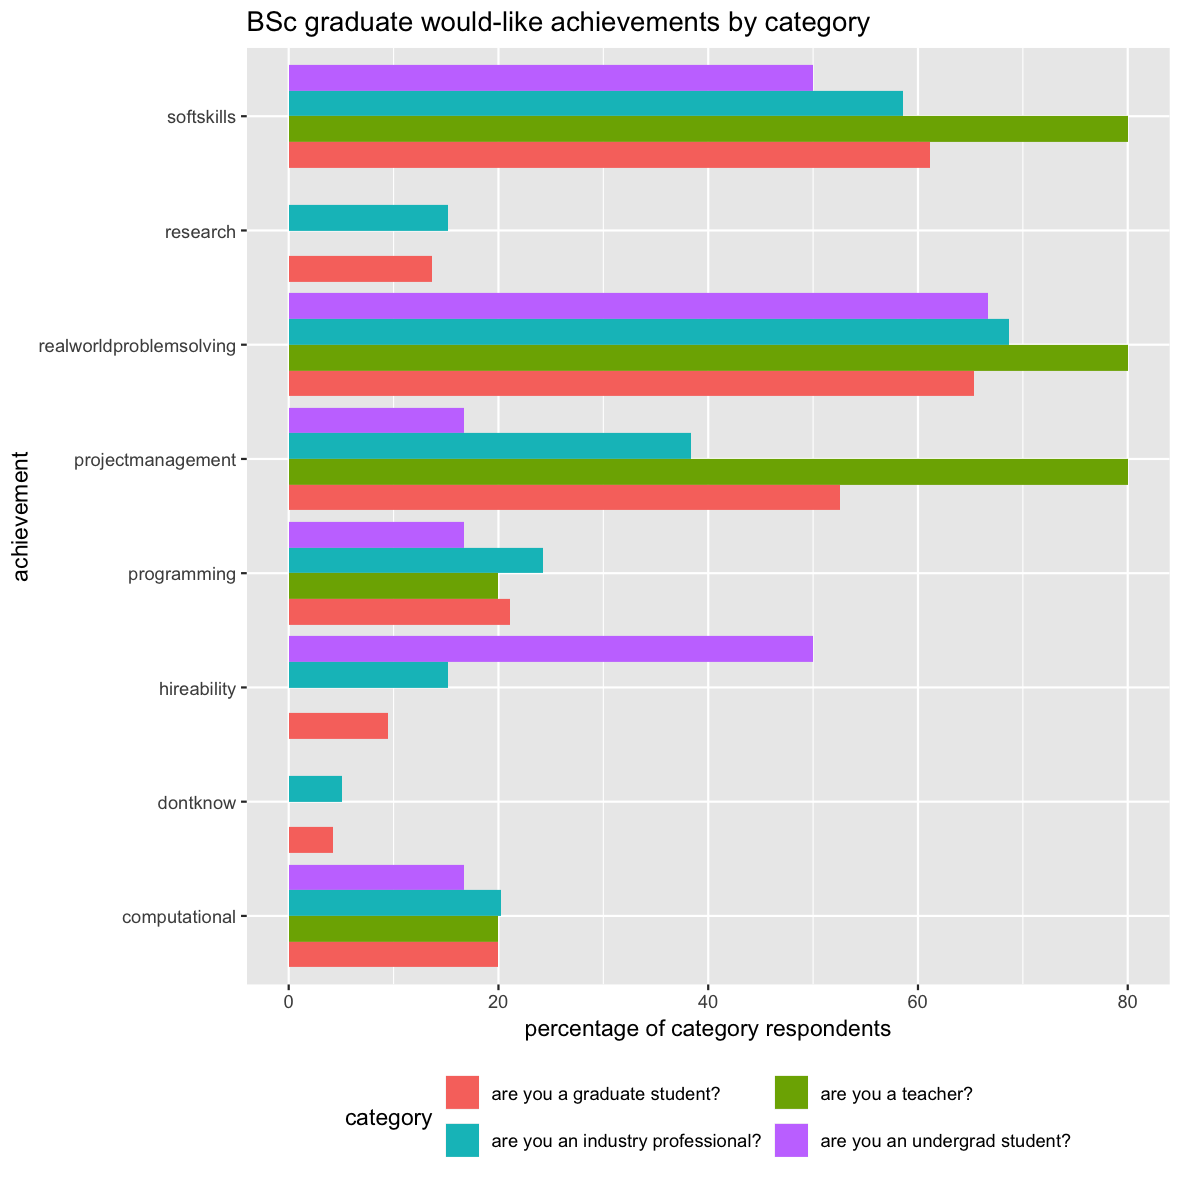 BSc graduate would-like achievements by category
softskills
research
realworldproblemsolving
projectmanagement
programming
hireability
dontknow
computational
achievement
0 20 40 60 80
percentage of category respondents
category
are you a graduate student? are you a teacher?
are you an industry professional? are you an undergrad student?